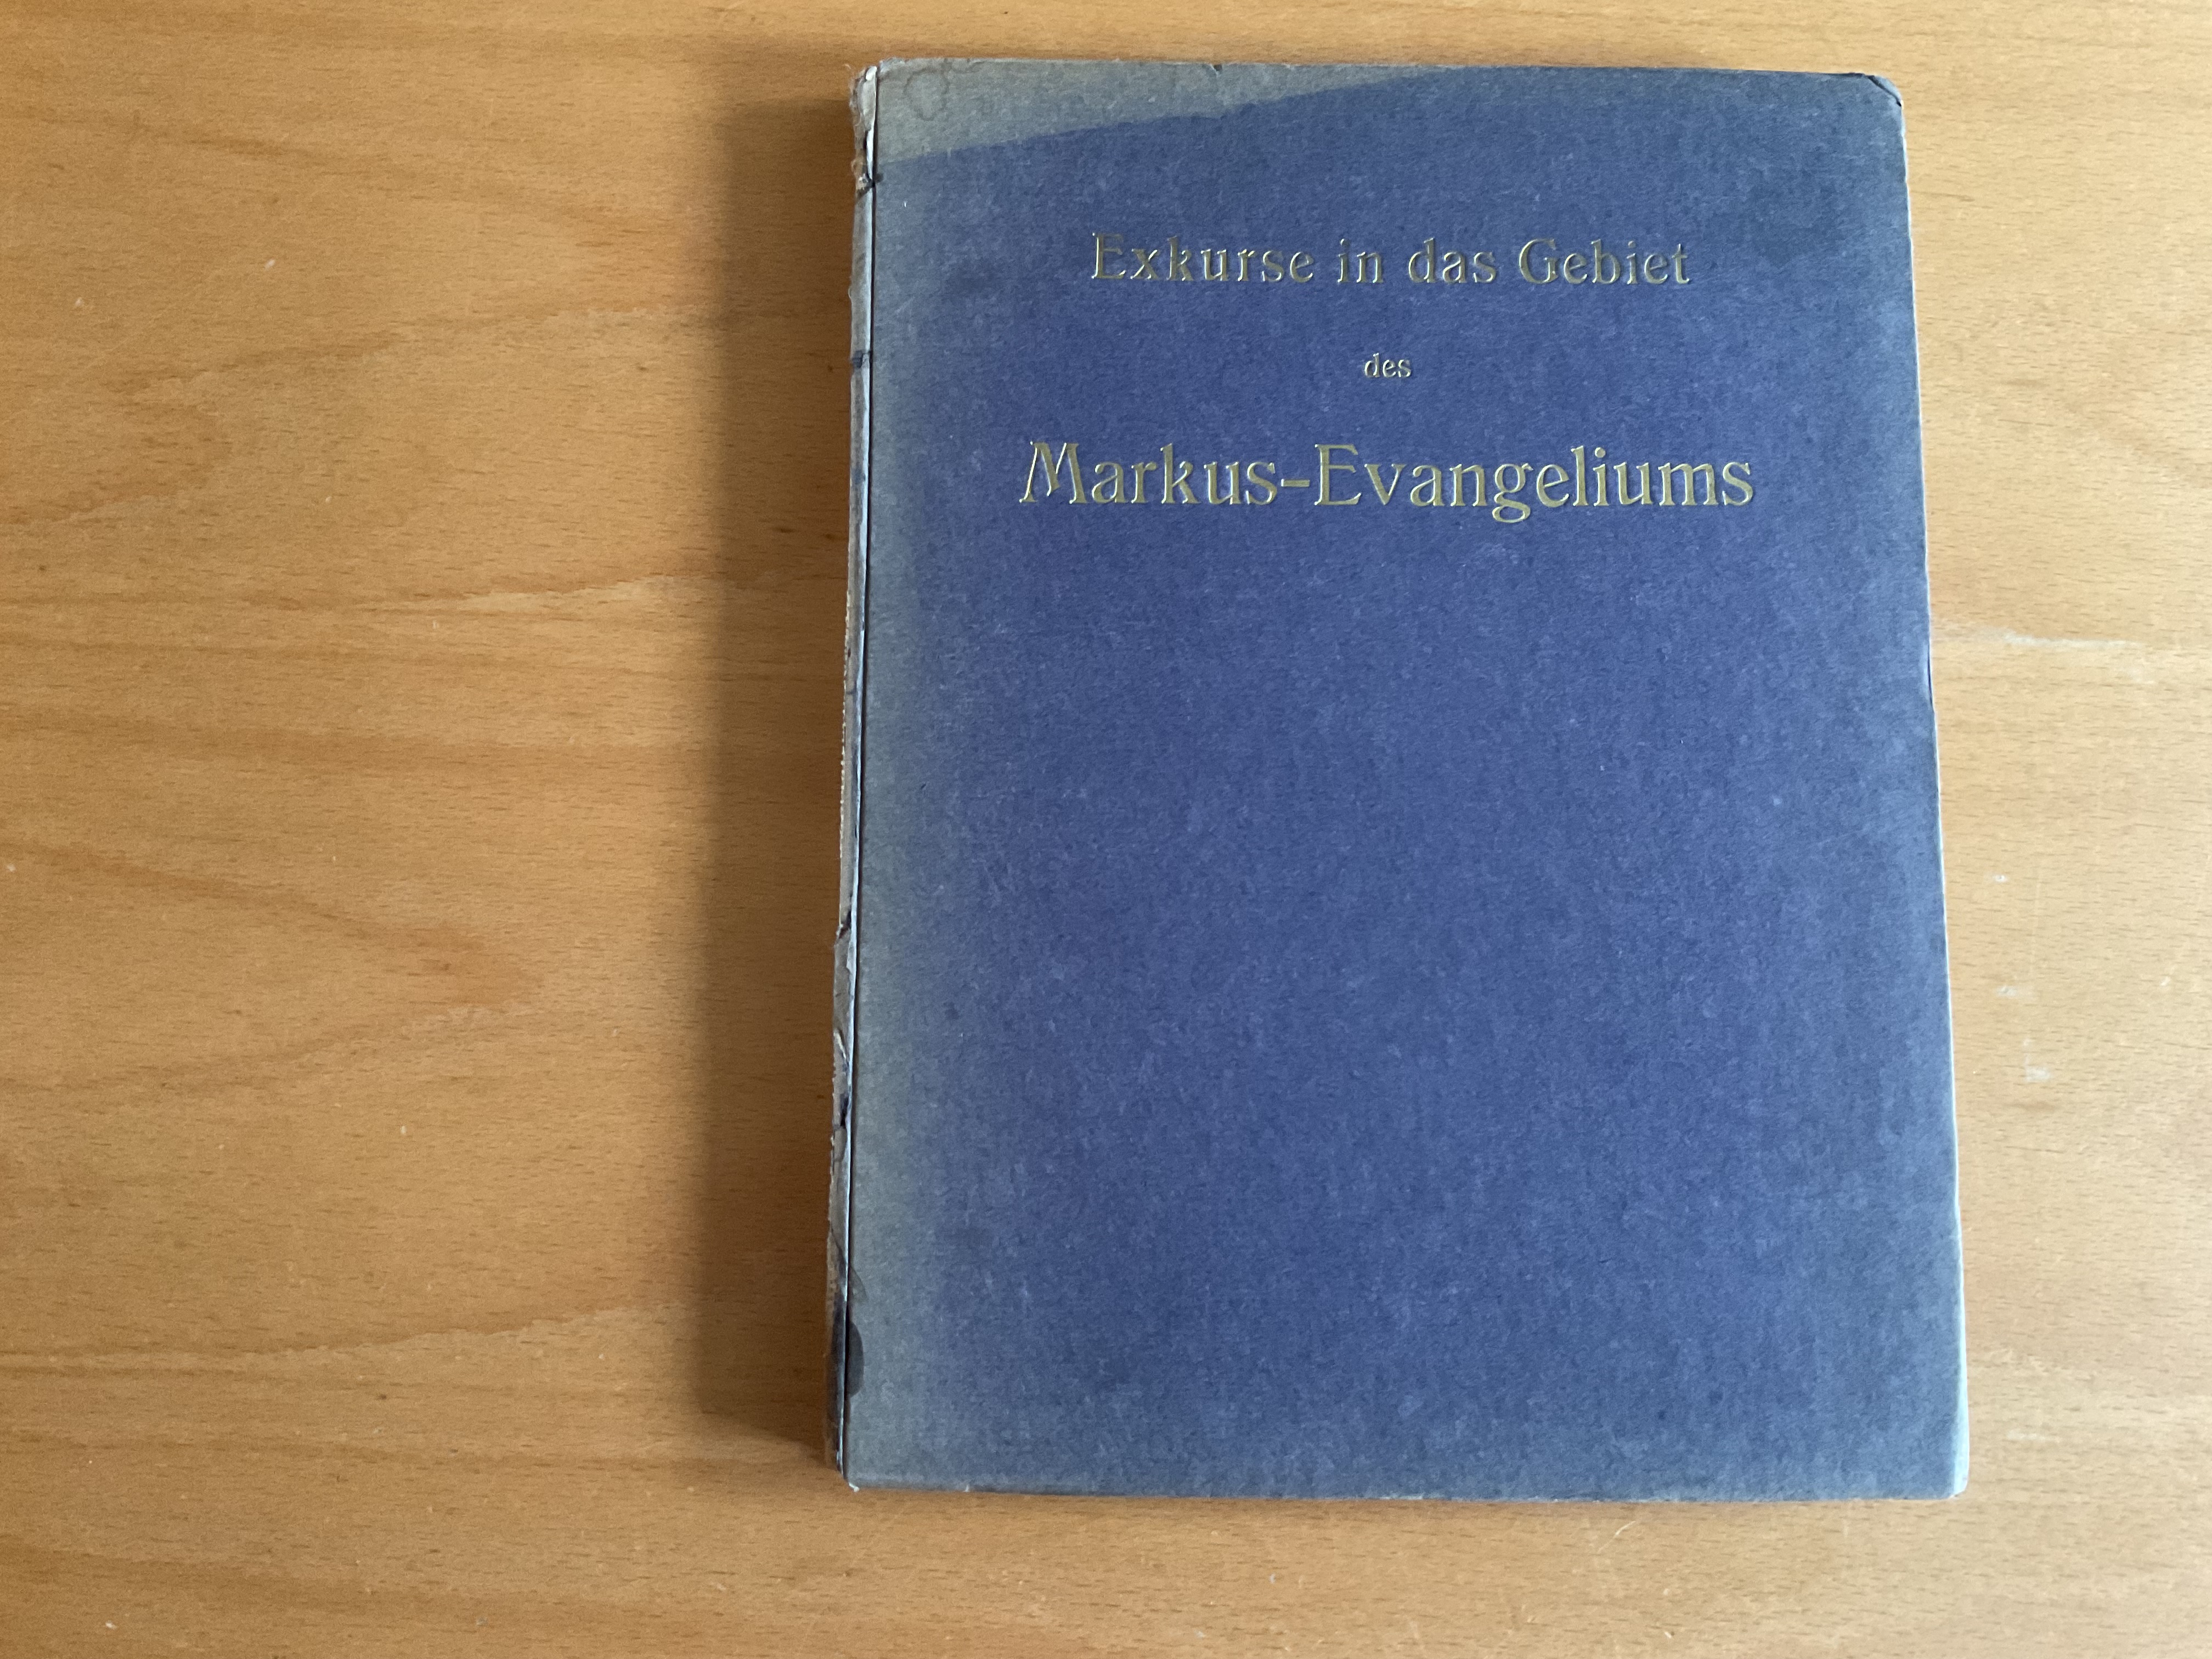 Exkurse in das Gebiet
des
Markus-Evangeliums